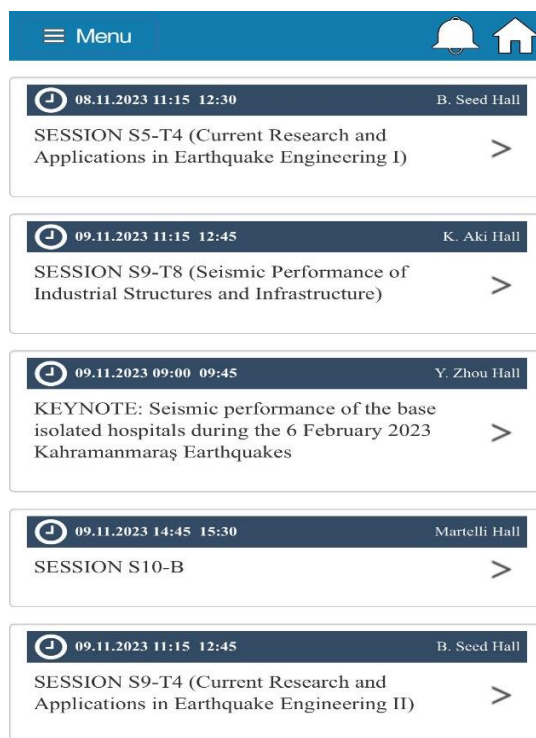 Menu
08.11.2023 11:15 12:30 B. Seed Hall
SESSION S5-T4 (Current Research and
Applications in Earthquake Engineering I)
09.11.2023 11:15 12:45 K. Aki Hall
SESSION S9-T8 (Seismic Performance of
Industrial Structures and Infrastructure)
09.11.2023 09:00 09:45 Y. Zhou Hall
KEYNOTE: Seismic performance of the base
isolated hospitals during the 6 February 2023
Kahramanmaraş Earthquakes
09.11.2023 14:45 15:30 Martelli Hall
SESSION S10-B
09.11.2023 11:15 12:45 B. Seed Hall
SESSION S9-T4 (Current Research and
Applications in Earthquake Engineering II)